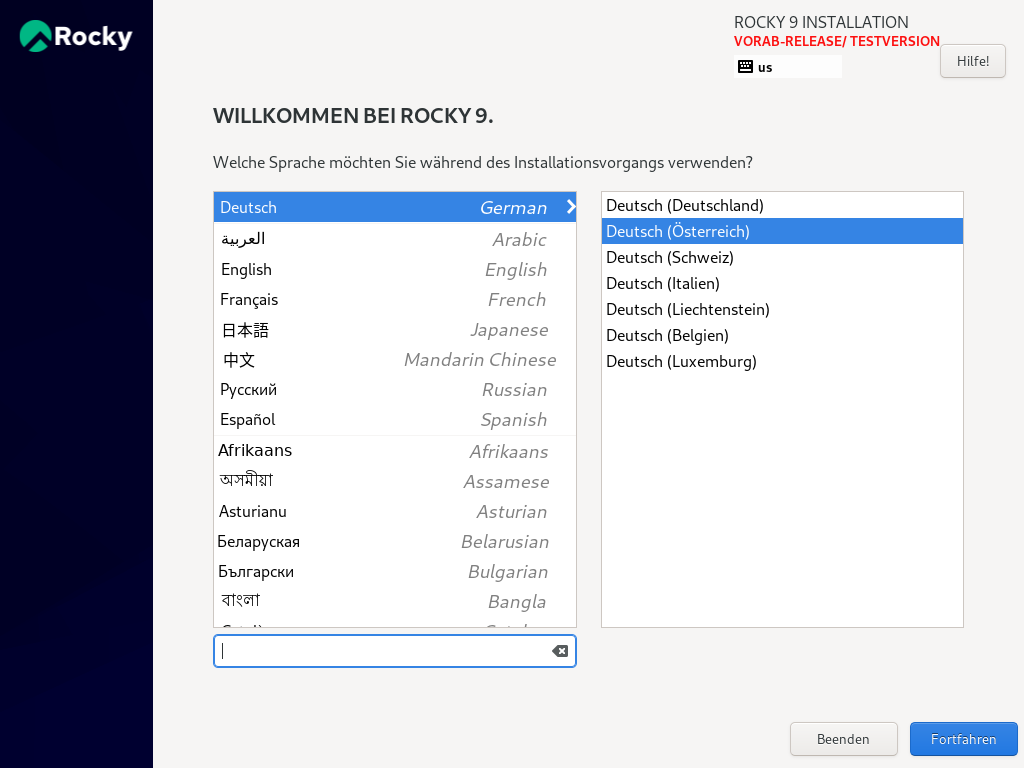 Rocky
ROCKY 9 INSTALLATION
VORAB-RELEASE/ TESTVERSION
us
Hilfe!
WILLKOMMEN BEI ROCKY 9.
Welche Sprache möchten Sie während des Installationsvorgangs verwenden?
Deutsch German
العربية Arabic
English English
Français French
日本語 Japanese
中文 Mandarin Chinese
Русский Russian
Español Spanish
Afrikaans Afrikaans
অসমীয়া Assamese
Asturianu Asturian
Беларуская Belarusian
Български Bulgarian
বাংলা Bangla
Deutsch (Deutschland)
Deutsch (Österreich)
Deutsch (Schweiz)
Deutsch (Italien)
Deutsch (Liechtenstein)
Deutsch (Belgien)
Deutsch (Luxemburg)
Beenden
Fortfahren